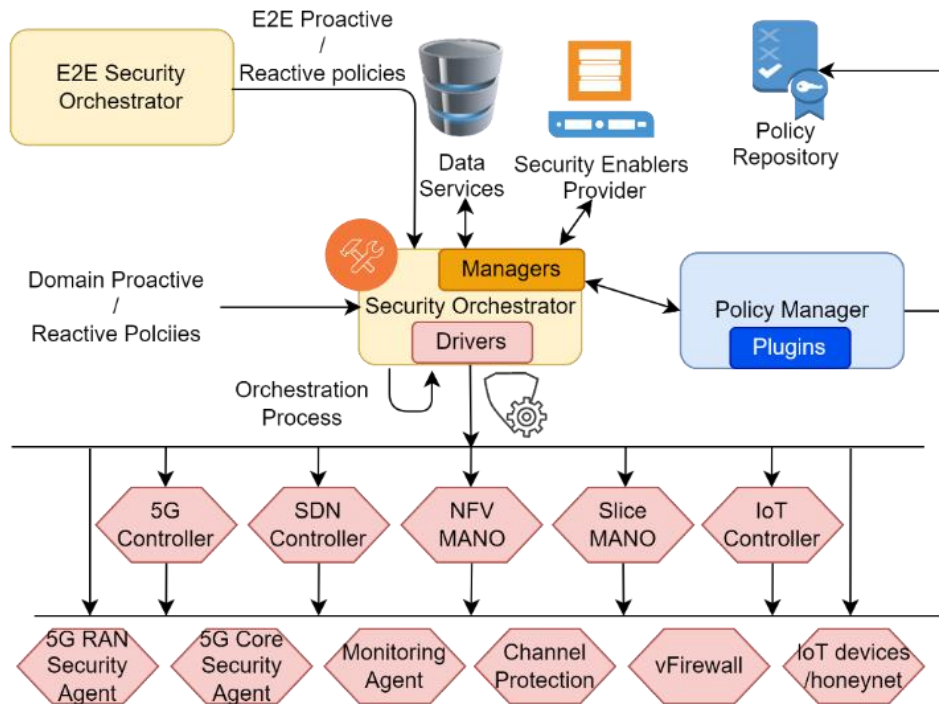 E2E Security
Orchestrator
E2E Proactive
/
Reactive policies
Data
Services
Security Enablers
Provider
Policy
Repository
Domain Proactive
/
Reactive Polciies
Managers
Security Orchestrator
Drivers
Policy Manager
Plugins
Orchestration
Process
5G
Controller
SDN
Controller
NFV
MANO
Slice
MANO
IoT
Controller
5G RAN
Security
Agent
5G Core
Security
Agent
Monitoring
Agent
Channel
Protection
vFirewall
IoT devices
/honeynet